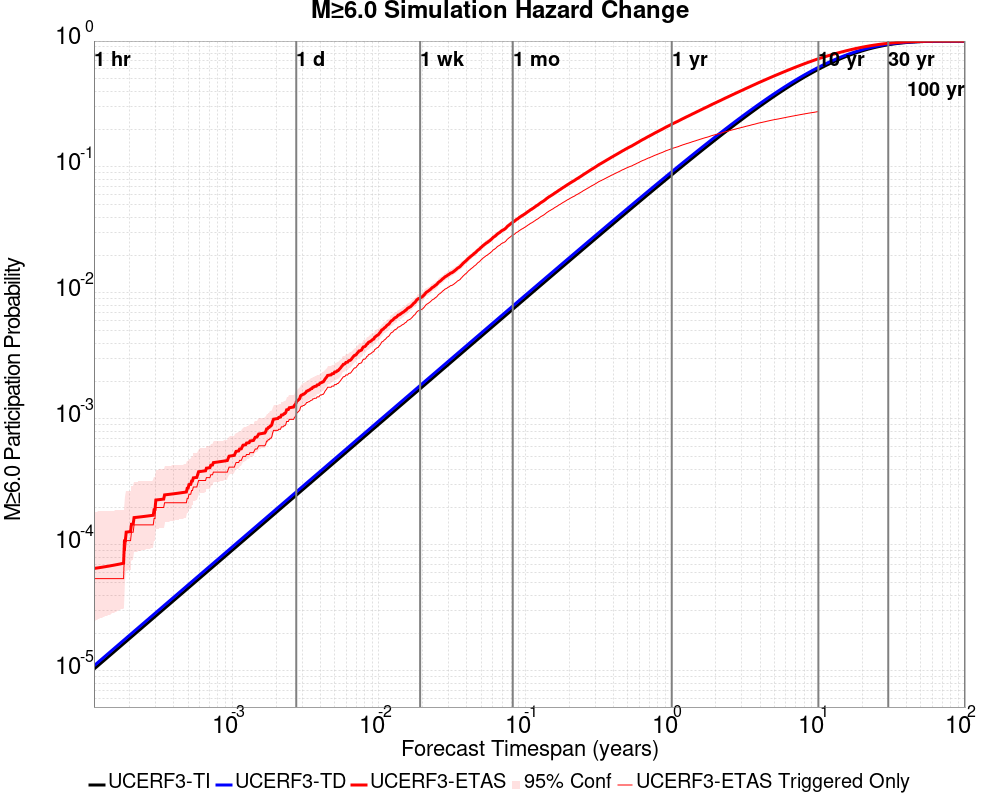 M≥6.0 Simulation Hazard Change
1 hr
1 d
1 wk
1 mo
1 yr
10 yr
30 yr
100 yr
M≥6.0 Participation Probability
10^0
10^-1
10^-2
10^-3
10^-4
10^-5
10^-3
10^-2
10^-1
10^0
10^1
10^2
Forecast Timespan (years)
UCERF3-TI UCERF3-TD UCERF3-ETAS 95% Conf UCERF3-ETAS Triggered Only